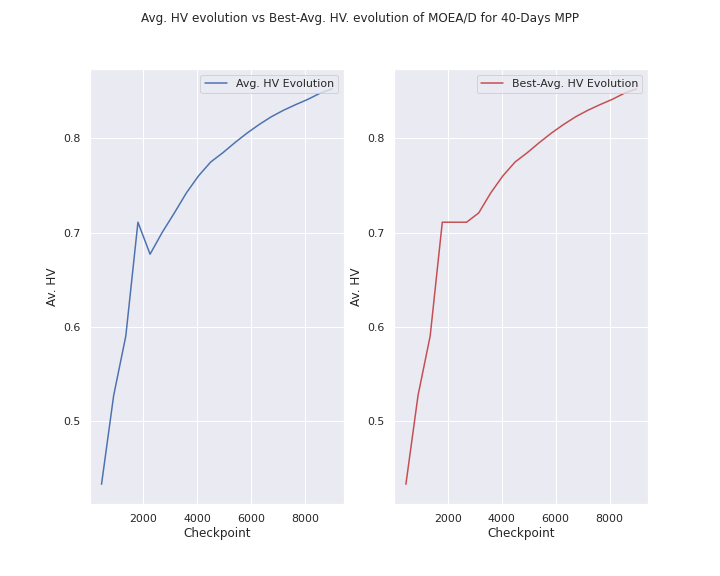 Avg. HV evolution vs Best-Avg. HV. evolution of MOEA/D for 40-Days MPP
Avg. HV Evolution
0.8
0.7
0.6
0.5
Av. HV
2000 4000 6000 8000
Checkpoint
Best-Avg. HV Evolution
0.8
0.7
0.6
0.5
Av. HV
2000 4000 6000 8000
Checkpoint